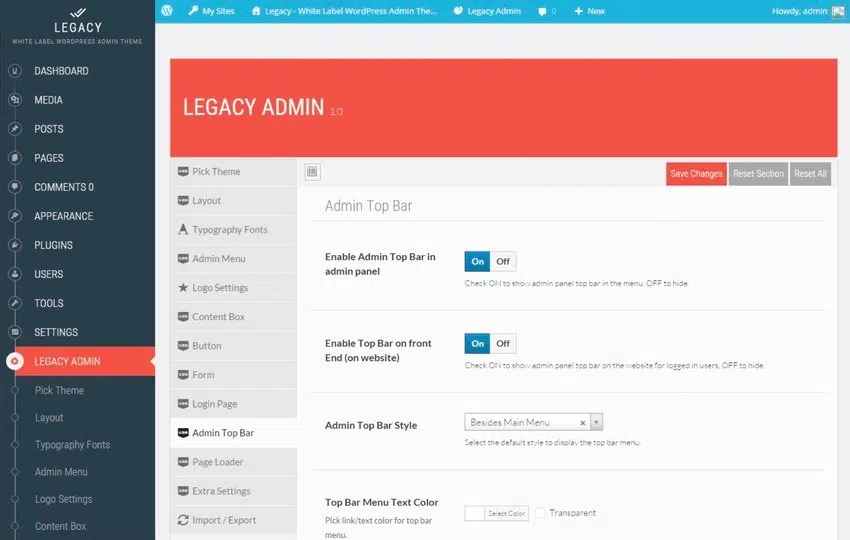 LEGACY
WHITE LABEL WORDPRESS ADMIN THEME
DASHBOARD
MEDIA
POSTS
PAGES
COMMENTS 0
APPEARANCE
PLUGINS
USERS
TOOLS
SETTINGS
LEGACY ADMIN
Pick Theme
Layout
Typography Fonts
Admin Menu
Logo Settings
Content Box
My Sites
Legacy - White Label WordPress Admin The...
Legacy Admin
0
New
Howdy, admin
LEGACY ADMIN 1.0
Pick Theme
Layout
Typography Fonts
Admin Menu
Logo Settings
Content Box
Button
Form
Login Page
Admin Top Bar
Page Loader
Extra Settings
Import / Export
Save Changes
Reset Section
Reset All
Admin Top Bar
Enable Admin Top Bar in
admin panel
On Off
Check ON to show admin panel top bar in the menu. OFF to hide.
Enable Top Bar on front
End (on website)
On Off
Check ON to show admin panel top bar on the website for logged in users, OFF to hide.
Admin Top Bar Style
Besides Main Menu
Select the default style to display the top bar menu.
Top Bar Menu Text Color
Pick link/text color for top bar
menu.
Select Color
Transparent